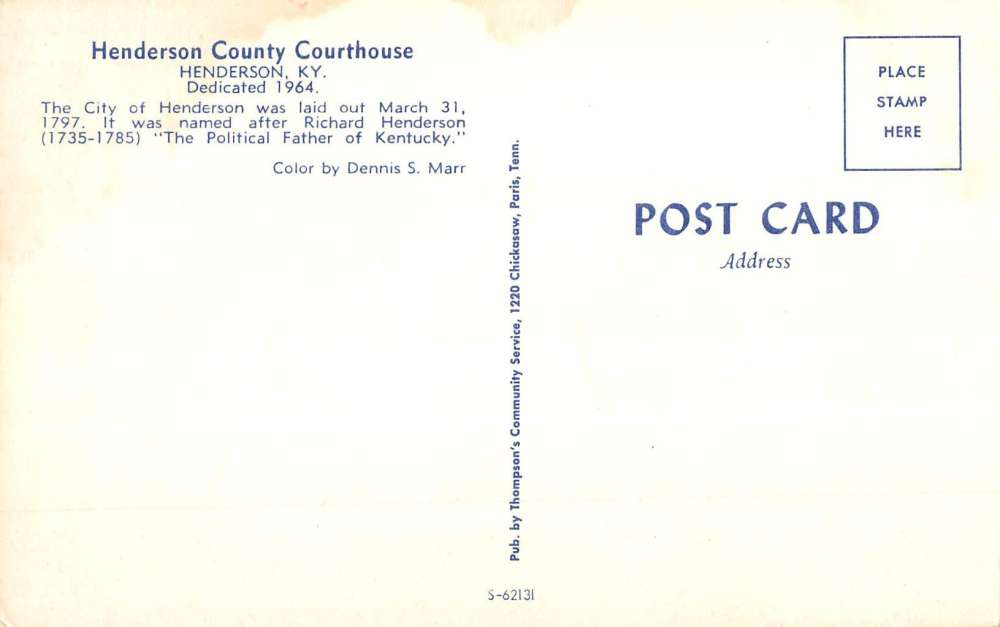 Henderson County Courthouse
HENDERSON, KY.
Dedicated 1964.
The City of Henderson was laid out March 31,
1797. It was named after Richard Henderson
(1735-1785) "The Political Father of Kentucky."
Color by Dennis S. Marr
Pub. by Thompson's Community Service, 1220 Chickasaw, Paris, Tenn.
S-62131
PLACE
STAMP
HERE
POST CARD
Address